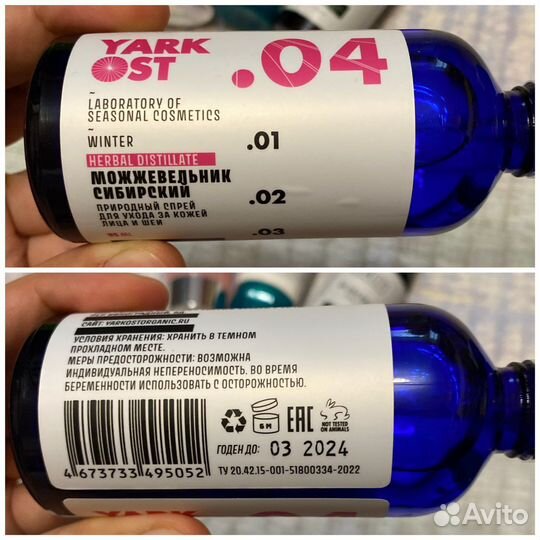 YARK
OST
.04
~
LABORATORY OF
SEASONAL COSMETICS
~
WINTER
.01
HERBAL DISTILLATE
МОЖЖЕВЕЛЬНИК
СИБИРСКИЙ
.02
ПРИРОДНЫЙ СПРЕЙ
ДЛЯ УХОДА ЗА КОЖЕЙ
ЛИЦА И ШЕИ
.03
САЙТ: YARKOSTORGANIC.RU
УСЛОВИЯ ХРАНЕНИЯ: ХРАНИТЬ В ТЕМНОМ
ПРОХЛАДНОМ МЕСТЕ.
МЕРЫ ПРЕДОСТОРОЖНОСТИ: ВОЗМОЖНА
ИНДИВИДУАЛЬНАЯ НЕПЕРЕНОСИМОСТЬ. ВО ВРЕМЯ
БЕРЕМЕННОСТИ ИСПОЛЬЗОВАТЬ С ОСТОРОЖНОСТЬЮ.
6 M
EAC
NOT TESTED
ON ANIMALS
ГОДЕН ДО: 03 2024
4 673733 495052
ТУ 20.42.15-001-51800334-2022
YARK
Avito